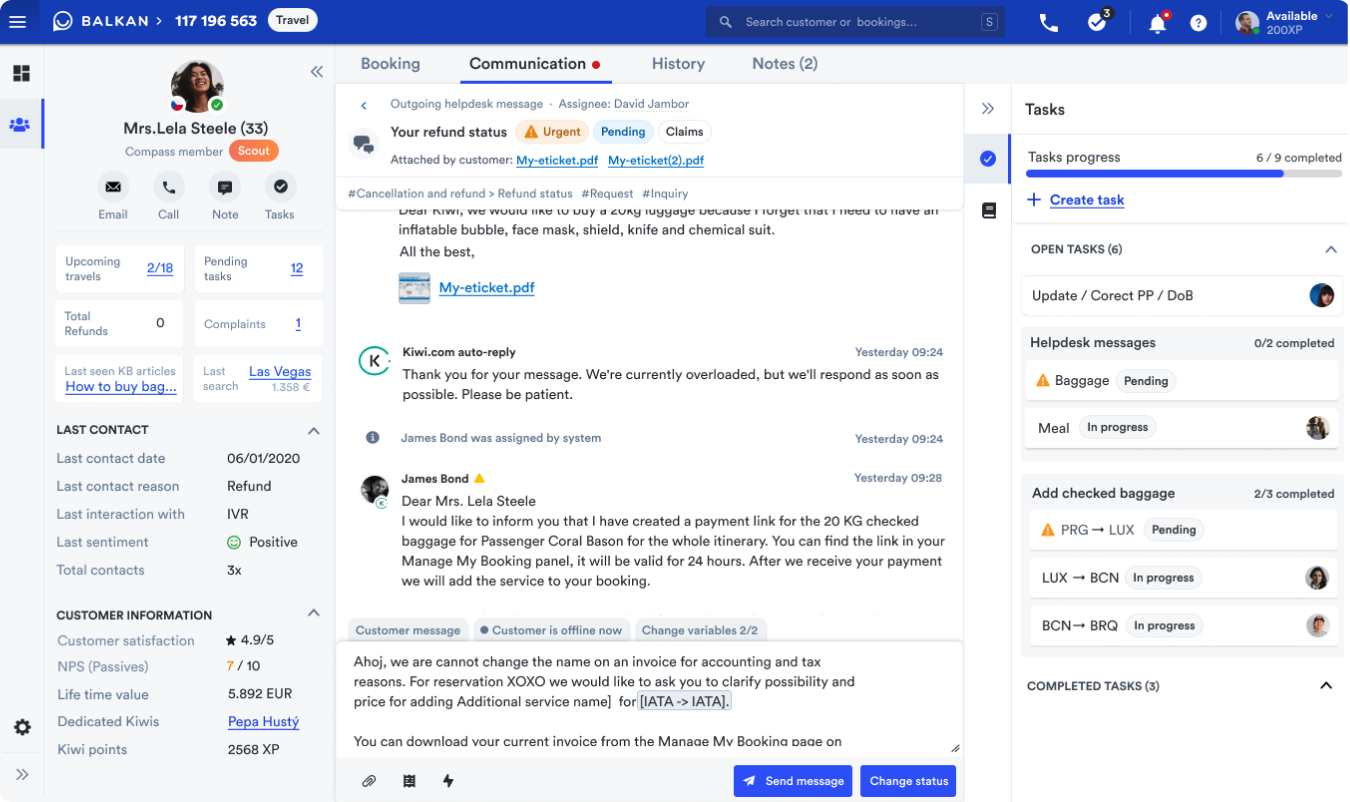 BALKAN > 117 196 563 Travel
Search customer or bookings... S
3
Available
200XP
Mrs.Lela Steele (33)
Compass member Scout
Email Call Note Tasks
Upcoming travels 2/18
Pending tasks 12
Total Refunds 0
Complaints 1
Last seen KB articles
How to buy bag...
Last search Las Vegas
1.358 €
LAST CONTACT
Last contact date 06/01/2020
Last contact reason Refund
Last interaction with IVR
Last sentiment Positive
Total contacts 3x
CUSTOMER INFORMATION
Customer satisfaction 4.9/5
NPS (Passives) 7 / 10
Life time value 5.892 EUR
Dedicated Kiwis Pepa Hustý
Kiwi points 2568 XP
Booking Communication History Notes (2)
Outgoing helpdesk message · Assignee: David Jambor
Your refund status Urgent Pending Claims
Attached by customer: My-eticket.pdf My-eticket(2).pdf
#Cancellation and refund > Refund status #Request #Inquiry
Dear Kiwi, we would like to buy a 20kg luggage because I forget that I need to have an
inflatable bubble, face mask, shield, knife and chemical suit.
All the best,
My-eticket.pdf
Kiwi.com auto-reply Yesterday 09:24
Thank you for your message. We're currently overloaded, but we'll respond as soon as
possible. Please be patient.
James Bond was assigned by system Yesterday 09:24
James Bond Yesterday 09:28
Dear Mrs. Lela Steele
I would like to inform you that I have created a payment link for the 20 KG checked
baggage for Passenger Coral Bason for the whole itinerary. You can find the link in your
Manage My Booking panel, it will be valid for 24 hours. After we receive your payment
we will add the service to your booking.
Customer message Customer is offline now Change variables 2/2
Ahoj, we are cannot change the name on an invoice for accounting and tax
reasons. For reservation XOXO we would like to ask you to clarify possibility and
price for adding Additional service name] for [IATA -> IATA].
You can download your current invoice from the Manage My Booking page on
Send message Change status
Tasks
Tasks progress 6 / 9 completed
Create task
OPEN TASKS (6)
Update / Corect PP / DoB
Helpdesk messages 0/2 completed
Baggage Pending
Meal In progress
Add checked baggage 2/3 completed
PRG → LUX Pending
LUX → BCN In progress
BCN → BRQ In progress
COMPLETED TASKS (3)